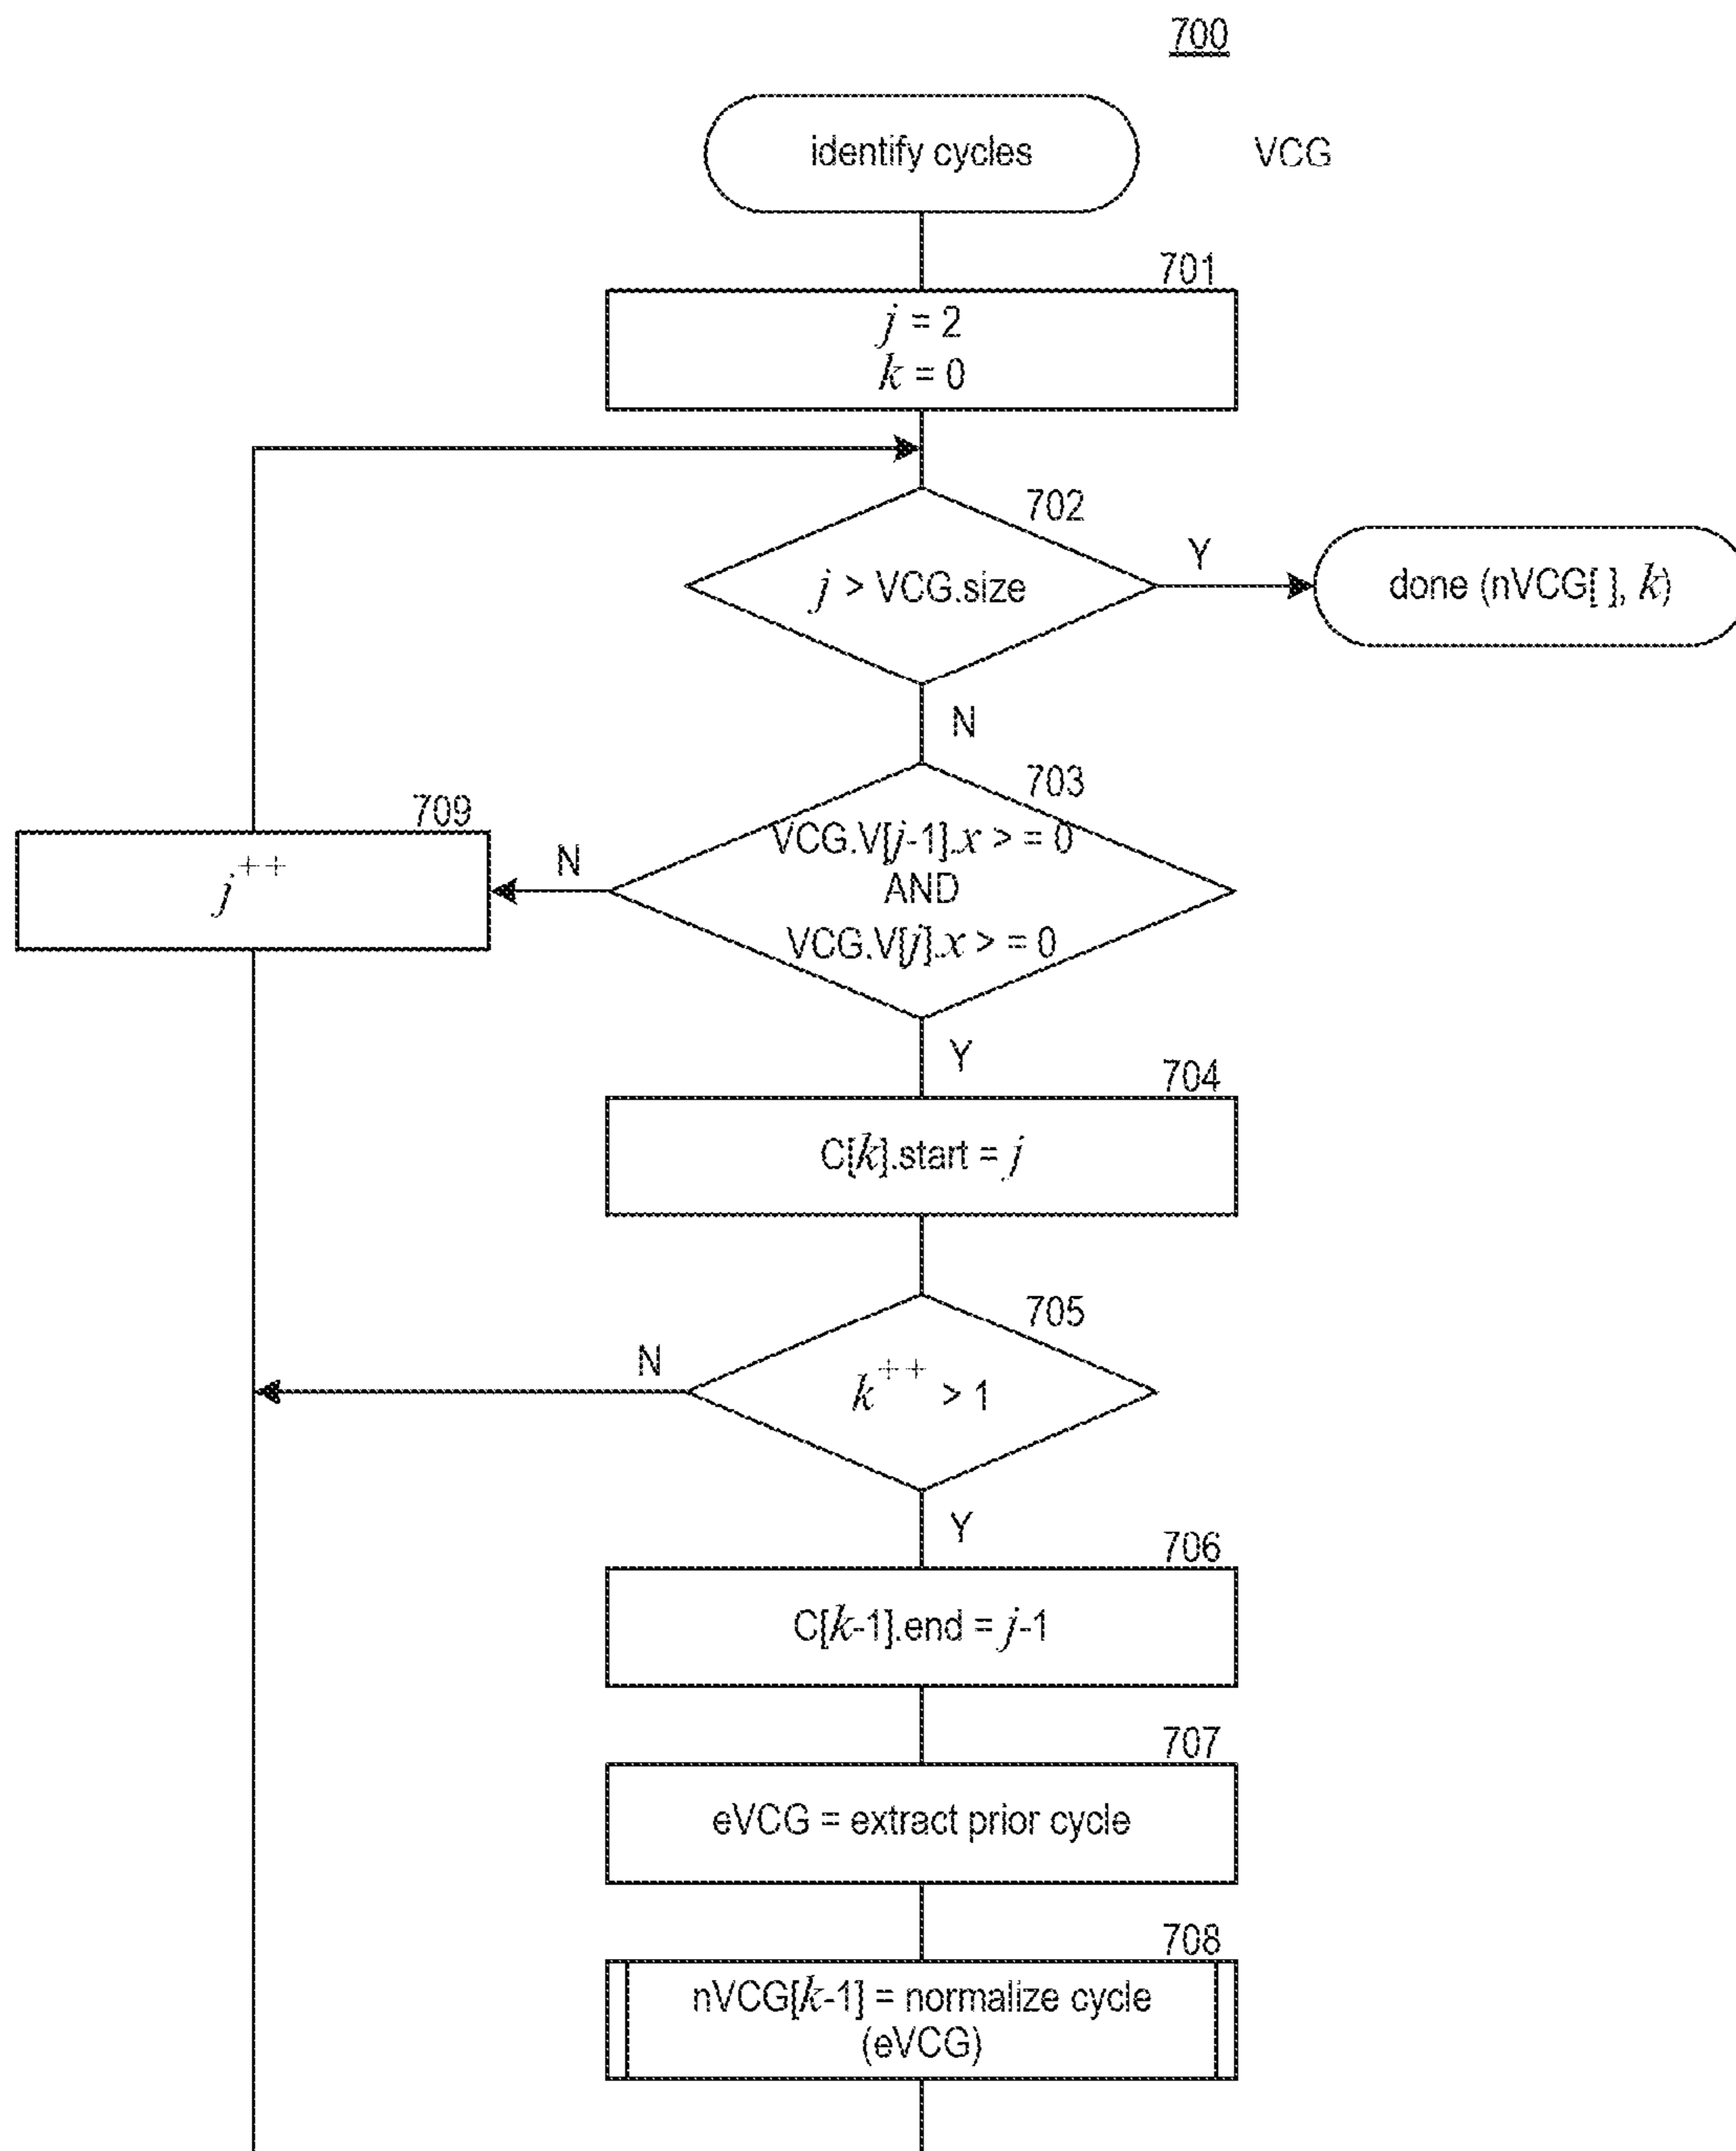 700
identify cycles
VCG
701
j = 2
k = 0
702
j > VCG.size
Y
done (nVCG[ ], k)
N
703
VCG.V[j-1].x > = 0
AND
VCG.V[j].x > = 0
N
709
j++
Y
704
C[k].start = j
705
k++ > 1
N
Y
706
C[k-1].end = j-1
707
eVCG = extract prior cycle
708
nVCG[k-1] = normalize cycle
(eVCG)